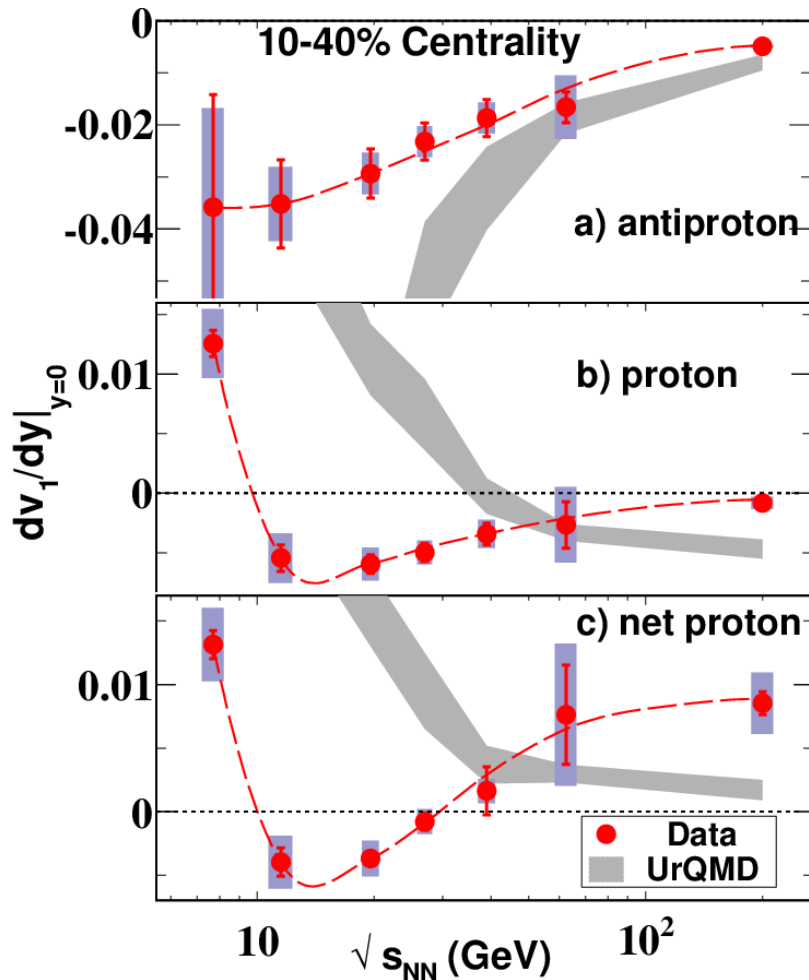 10-40% Centrality
0
-0.02
-0.04
a) antiproton
0.01
b) proton
0
dv₁/dy|y=0
c) net proton
0.01
0
Data
UrQMD
10
10²
√ sNN (GeV)